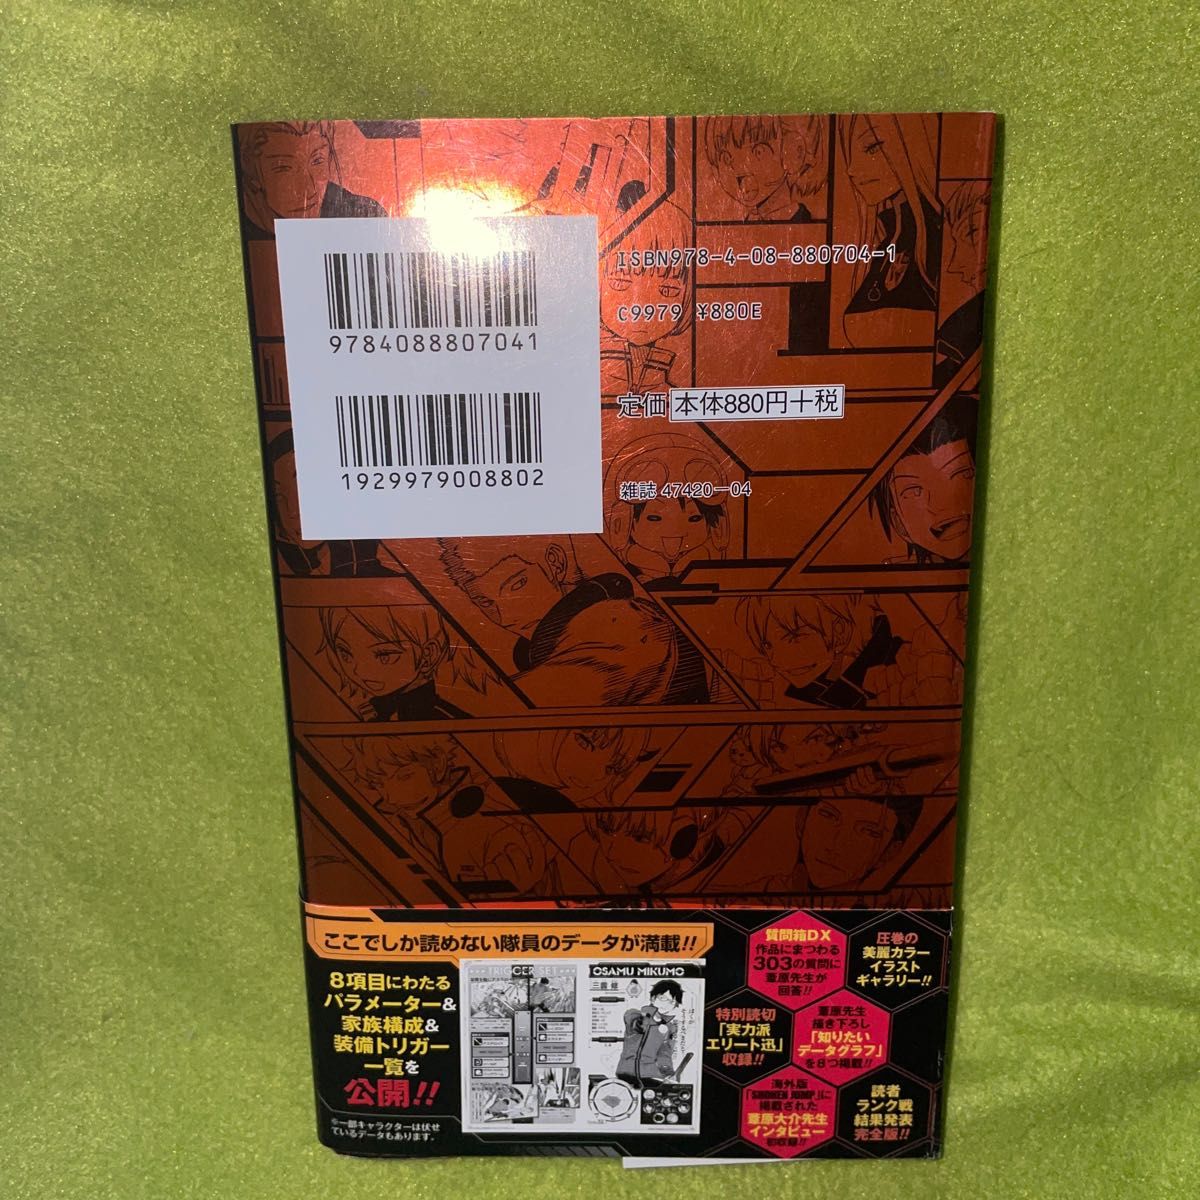 9784088807041
1929979008802
ISBN978-4-08-880704-1
C9979 ¥880E
定価 本体880円+税
雑誌 47420-04
ここでしか読めない隊員のデータが満載!!
8項目にわたる
パラメーター&
家族構成&
装備トリガー
一覧を
公開!!
※一部キャラクターは伏せ
ているデータもあります。
TRIGGER SET
OSAMU MIKUMO
三雲 修
質問箱DX
作品にまつわる
303の質問に
葦原先生が
回答!!
圧巻の
美麗カラー
イラスト
ギャラリー!!
特別読切
「実力派
エリート迅」
収録!!
葦原先生
描き下ろし
「知りたい
データグラフ」
を8つ掲載!!
海外版
「SHONEN JUMP」に
掲載された
葦原大介先生
インタビュー
初収録!!
読者
ランク戦
結果発表
完全版!!